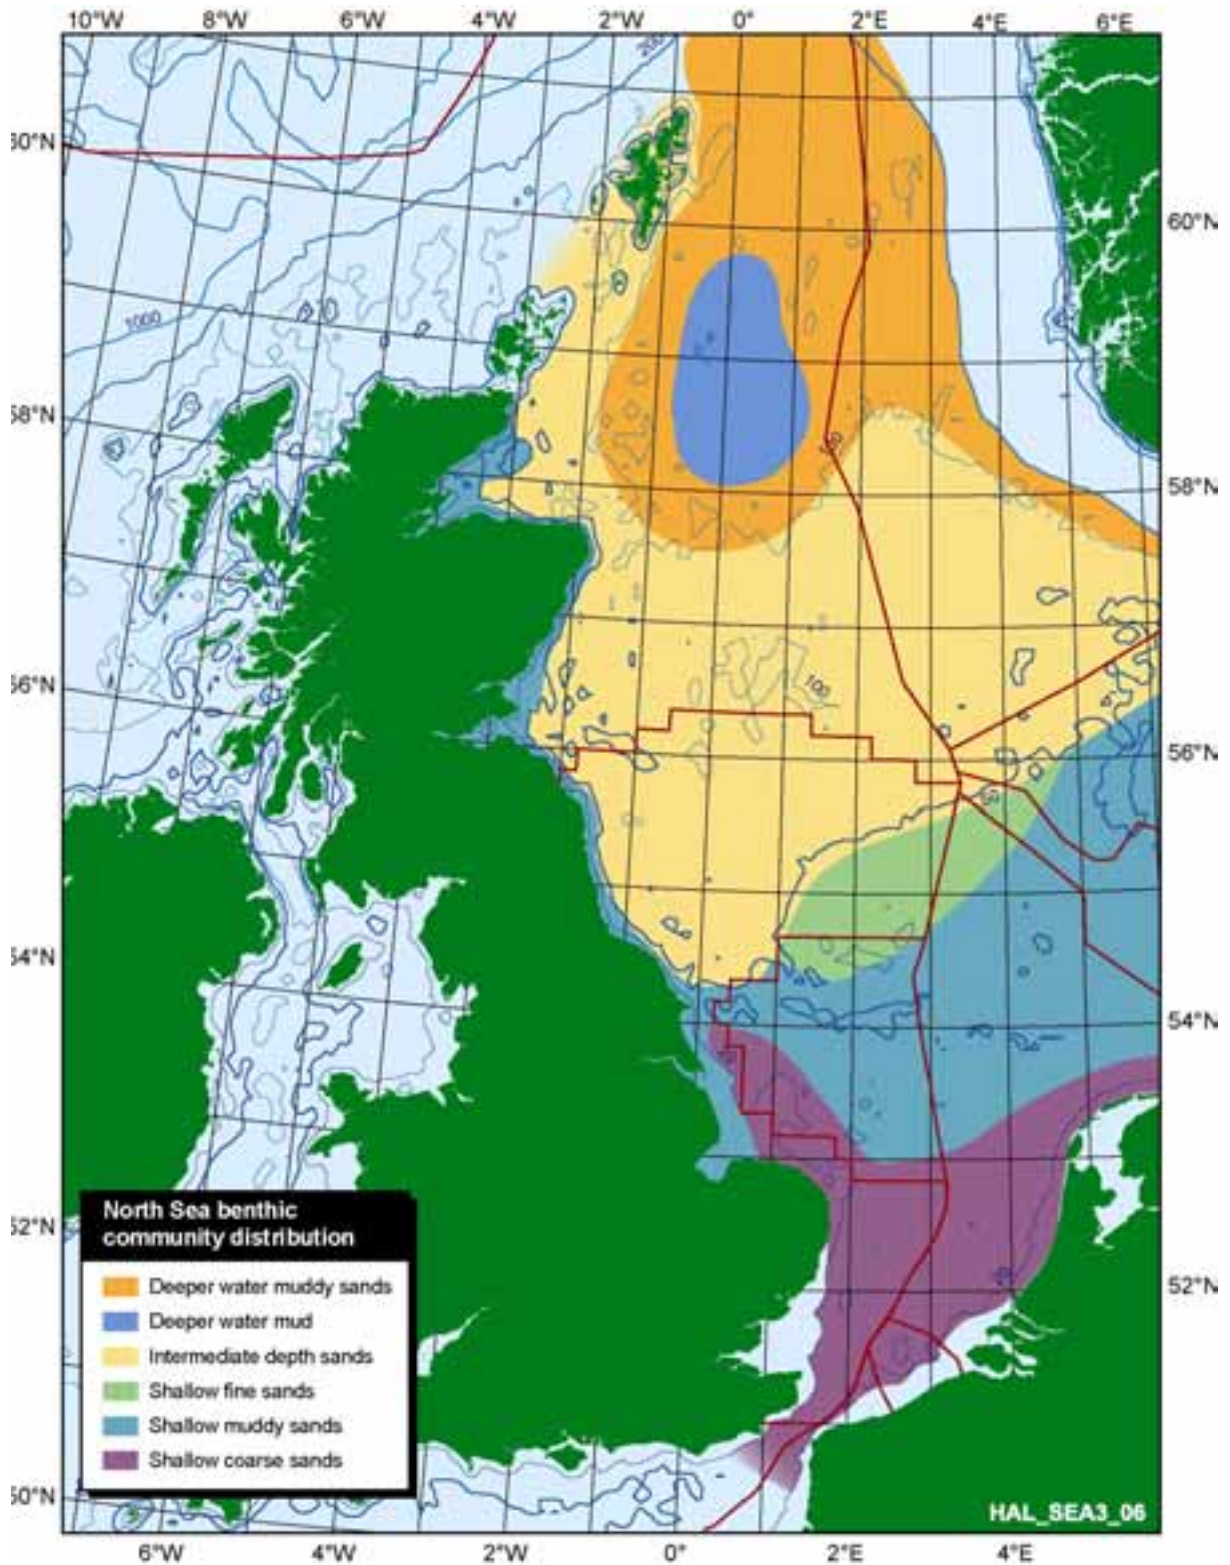 10°W 8°W 6°W 4°W 2°W 0° 2°E 4°E 6°E
200
60°N
60°N
1000
58°N
58°N
56°N
100
56°N
50
54°N
54°N
52°N
52°N
North Sea benthic
community distribution
Deeper water muddy sands
Deeper water mud
Intermediate depth sands
Shallow fine sands
Shallow muddy sands
Shallow coarse sands
50°N
HAL_SEA3_06
6°W 4°W 2°W 0° 2°E 4°E